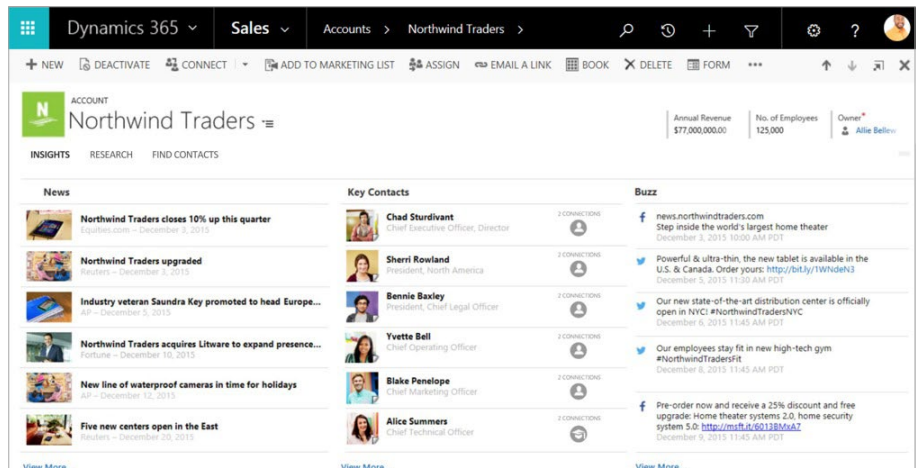 Dynamics 365
Sales
Accounts > Northwind Traders >
?
NEW
DEACTIVATE
CONNECT
ADD TO MARKETING LIST
ASSIGN
EMAIL A LINK
BOOK
DELETE
FORM
N
ACCOUNT
Northwind Traders
Annual Revenue
$77,000,000.00
No. of Employees
125,000
Owner*
Allie Bellew
INSIGHTS
RESEARCH
FIND CONTACTS
News
Northwind Traders closes 10% up this quarter
Equities.com – December 3, 2015
Northwind Traders upgraded
Reuters – December 3, 2015
Industry veteran Saundra Key promoted to head Europe...
AP – December 5, 2015
Northwind Traders acquires Litware to expand presence...
Fortune – December 10, 2015
New line of waterproof cameras in time for holidays
AP – December 12, 2015
Five new centers open in the East
Reuters – December 20, 2015
View More
Key Contacts
Chad Sturdivant
Chief Executive Officer, Director
2 CONNECTIONS
Sherri Rowland
President, North America
2 CONNECTIONS
Bennie Baxley
President, Chief Legal Officer
2 CONNECTIONS
Yvette Bell
Chief Operating Officer
2 CONNECTIONS
Blake Penelope
Chief Marketing Officer
2 CONNECTIONS
Alice Summers
Chief Technical Officer
2 CONNECTIONS
View More
Buzz
news.northwindtraders.com
Step inside the world's largest home theater
December 3, 2015 10:00 AM PDT
Powerful & ultra-thin, the new tablet is available in the
U.S. & Canada. Order yours: http://bit.ly/1WNdeN3
December 5, 2015 11:30 AM PDT
Our new state-of-the-art distribution center is officially
open in NYC! #NorthwindTradersNYC
December 6, 2015 11:45 AM PDT
Our employees stay fit in new high-tech gym
#NorthwindTradersFit
December 8, 2015 11:45 AM PDT
Pre-order now and receive a 25% discount and free
upgrade: Home theater systems 2.0, home security
system 5.0: http://msft.it/6013BMxA7
December 9, 2015 11:45 AM PDT
View More